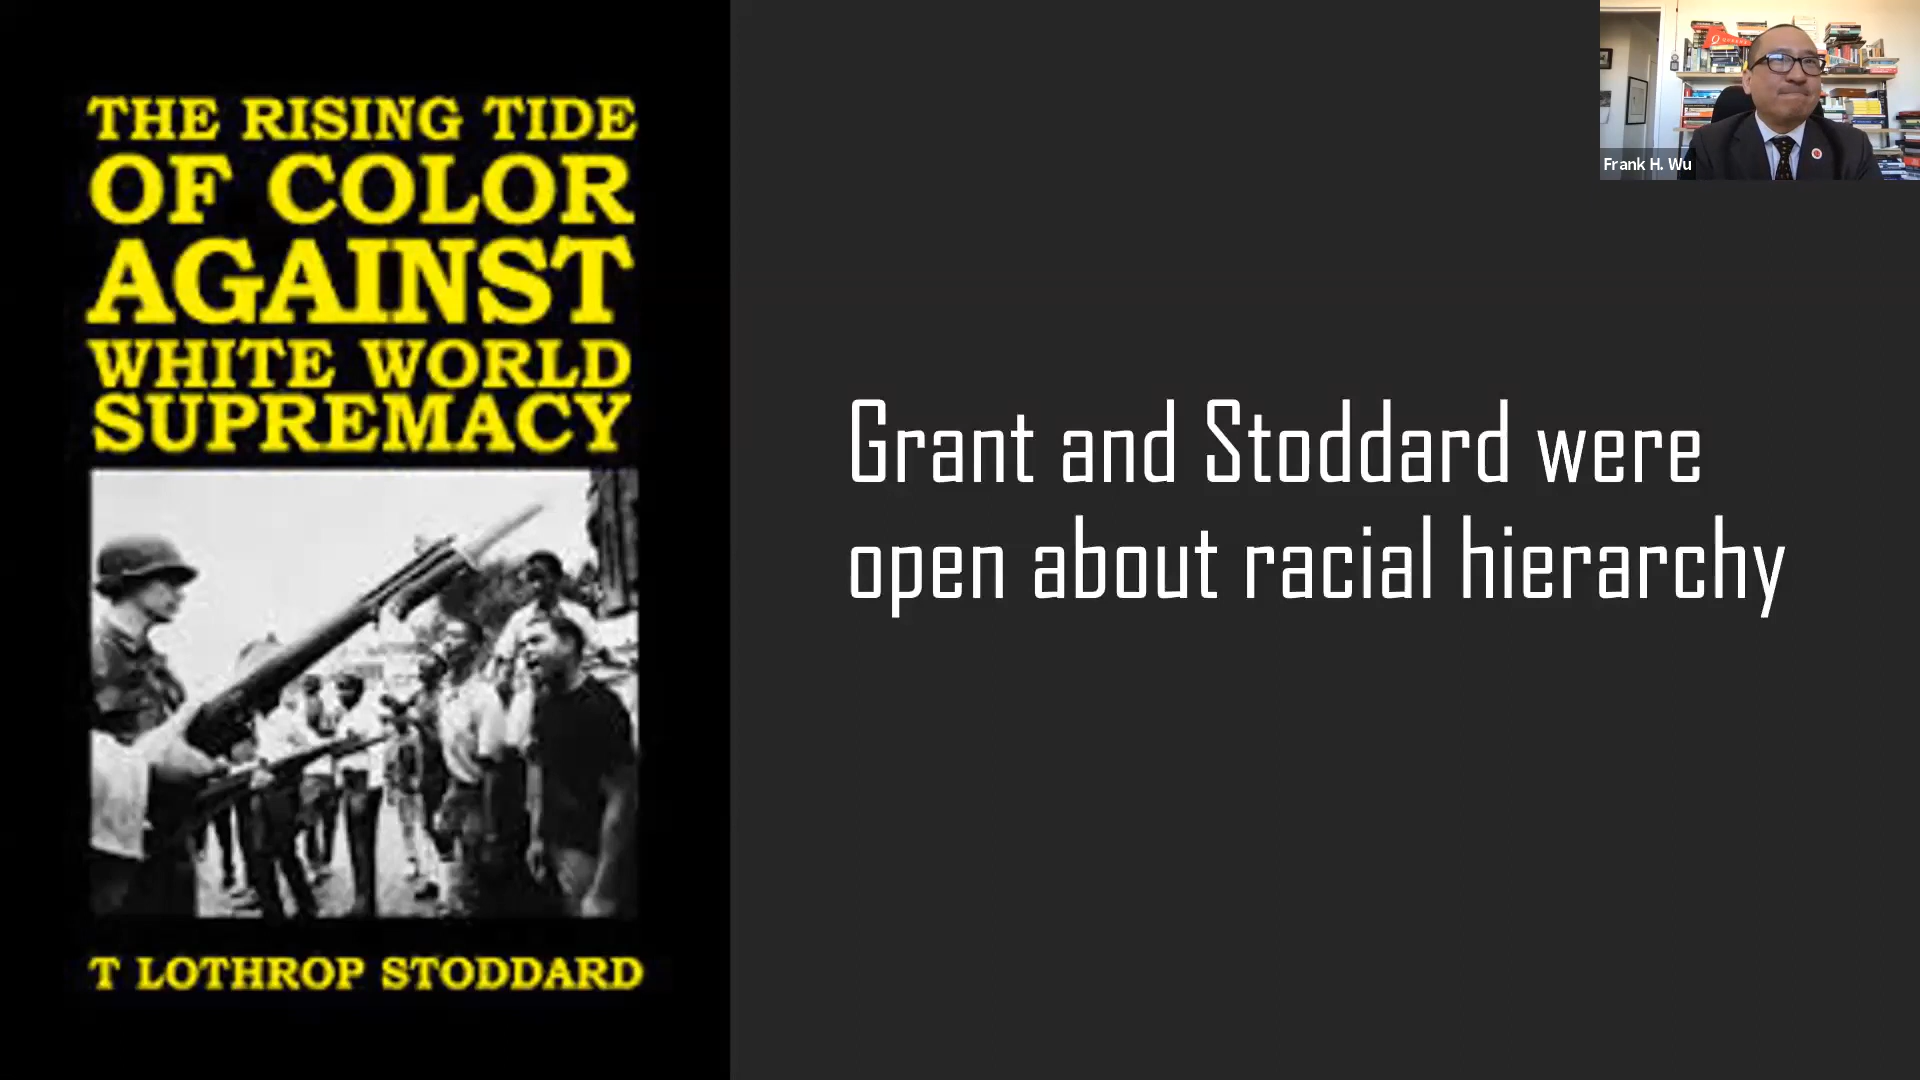 THE RISING TIDE
OF COLOR
AGAINST
WHITE WORLD
SUPREMACY
T LOTHROP STODDARD
Grant and Stoddard were
open about racial hierarchy
Frank H. Wu